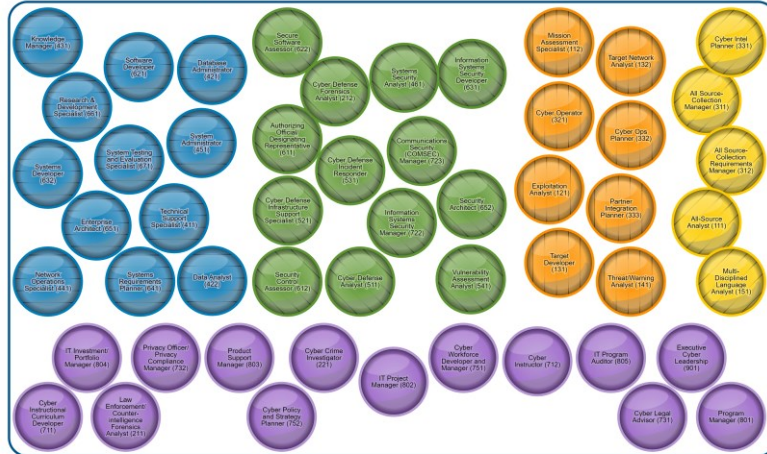 Knowledge
Manager (431)
Software
Developer
(621)
Database
Administrator
(421)
Research &
Development
Specialist
(661)
System Testing
and Evaluation
Specialist (671)
System
Administrator
(451)
Systems
Developer
(632)
Enterprise
Architect (651)
Technical
Support
Specialist (411)
Network
Operations
Specialist (441)
Systems
Requirements
Planner (641)
Data Analyst
(422)
Secure
Software
Assessor (622)
Cyber Defense
Forensics
Analyst (212)
Systems
Security
Analyst (461)
Information
Systems
Security
Developer
(631)
Authorizing
Official/
Designating
Representative
(611)
Cyber Defense
Incident
Responder
(531)
Communications
Security
(COMSEC)
Manager (723)
Cyber Defense
Infrastructure
Support
Specialist (521)
Information
Systems
Security
Manager (722)
Security
Architect (652)
Security
Control
Assessor (612)
Cyber Defense
Analyst (511)
Vulnerability
Assessment
Analyst (541)
Mission
Assessment
Specialist (112)
Target Network
Analyst (132)
Cyber Operator
(321)
Cyber Ops
Planner (332)
Exploitation
Analyst (121)
Partner
Integration
Planner (333)
Target
Developer
(131)
Threat/Warning
Analyst (141)
Cyber Intel
Planner (331)
All Source-
Collection
Manager (311)
All Source-
Collection
Requirements
Manager (312)
All-Source
Analyst (111)
Multi-
Disciplined
Language
Analyst (151)
IT Investment/
Portfolio
Manager (804)
Privacy Officer/
Privacy
Compliance
Manager (732)
Product
Support
Manager (803)
Cyber Crime
Investigator
(221)
IT Project
Manager (802)
Cyber
Workforce
Developer and
Manager (751)
Cyber
Instructor (712)
IT Program
Auditor (805)
Executive
Cyber
Leadership
(901)
Cyber
Instructional
Curriculum
Developer
(711)
Law
Enforcement/
Counter-
intelligence
Forensics
Analyst (211)
Cyber Policy
and Strategy
Planner (752)
Cyber Legal
Advisor (731)
Program
Manager (801)